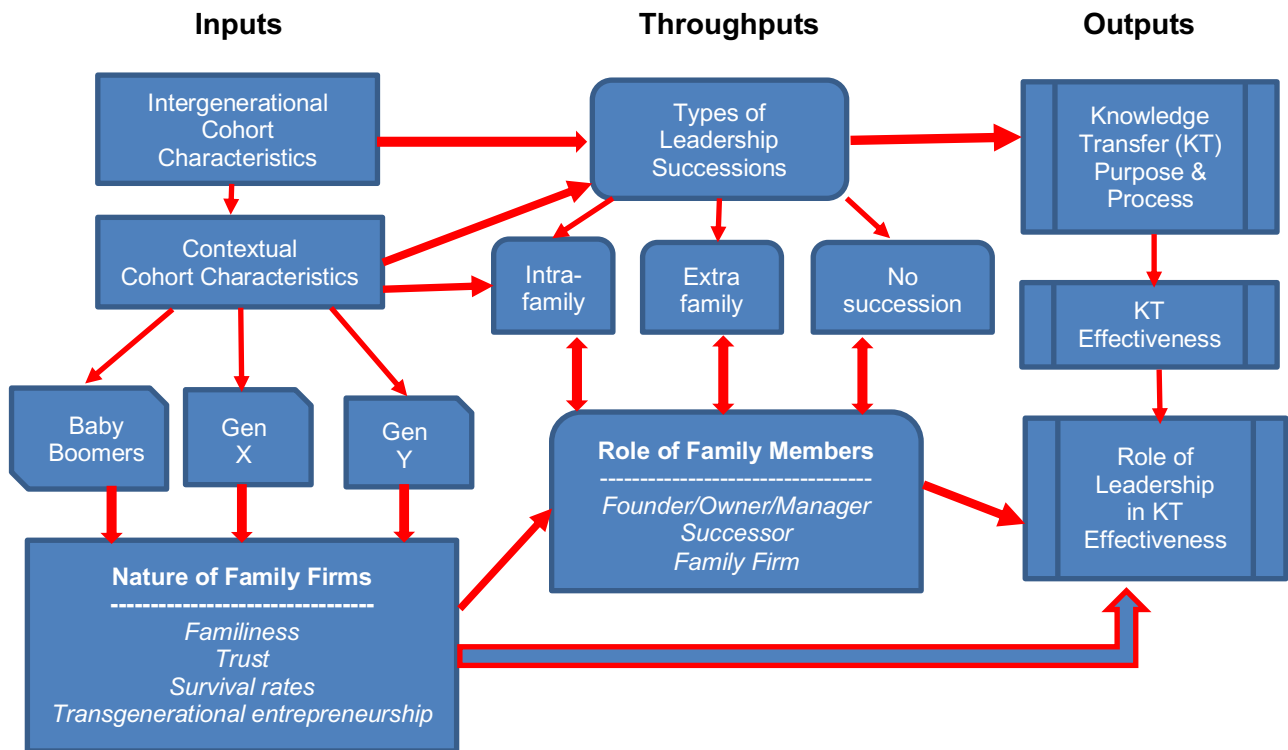 Inputs
Throughputs
Outputs
Intergenerational
Cohort
Characteristics
Types of
Leadership
Successions
Knowledge
Transfer (KT)
Purpose &
Process
Contextual
Cohort Characteristics
Intra-
family
Extra
family
No
succession
KT
Effectiveness
Baby
Boomers
Gen
X
Gen
Y
Role of Family Members
----------------------------------
Founder/Owner/Manager
Successor
Family Firm
Role of
Leadership
in KT
Effectiveness
Nature of Family Firms
----------------------------------
Familiness
Trust
Survival rates
Transgenerational entrepreneurship